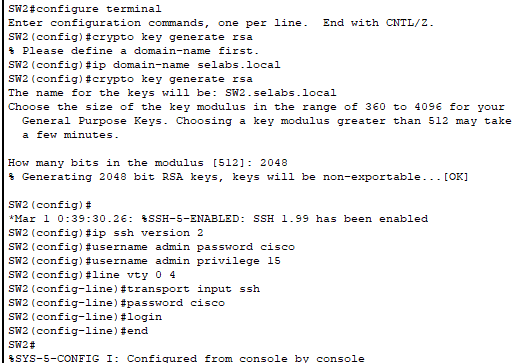 SW2#configure terminal
Enter configuration commands, one per line.  End with CNTL/Z.
SW2(config)#crypto key generate rsa
% Please define a domain-name first.
SW2(config)#ip domain-name selabs.local
SW2(config)#crypto key generate rsa
The name for the keys will be: SW2.selabs.local
Choose the size of the key modulus in the range of 360 to 4096 for your
  General Purpose Keys. Choosing a key modulus greater than 512 may take
  a few minutes.
How many bits in the modulus [512]: 2048
% Generating 2048 bit RSA keys, keys will be non-exportable...[OK]
SW2(config)#
*Mar 1 0:39:30.26: %SSH-5-ENABLED: SSH 1.99 has been enabled
SW2(config)#ip ssh version 2
SW2(config)#username admin password cisco
SW2(config)#username admin privilege 15
SW2(config)#line vty 0 4
SW2(config-line)#transport input ssh
SW2(config-line)#password cisco
SW2(config-line)#login
SW2(config-line)#end
SW2#
%SYS-5-CONFIG_I: Configured from console by console